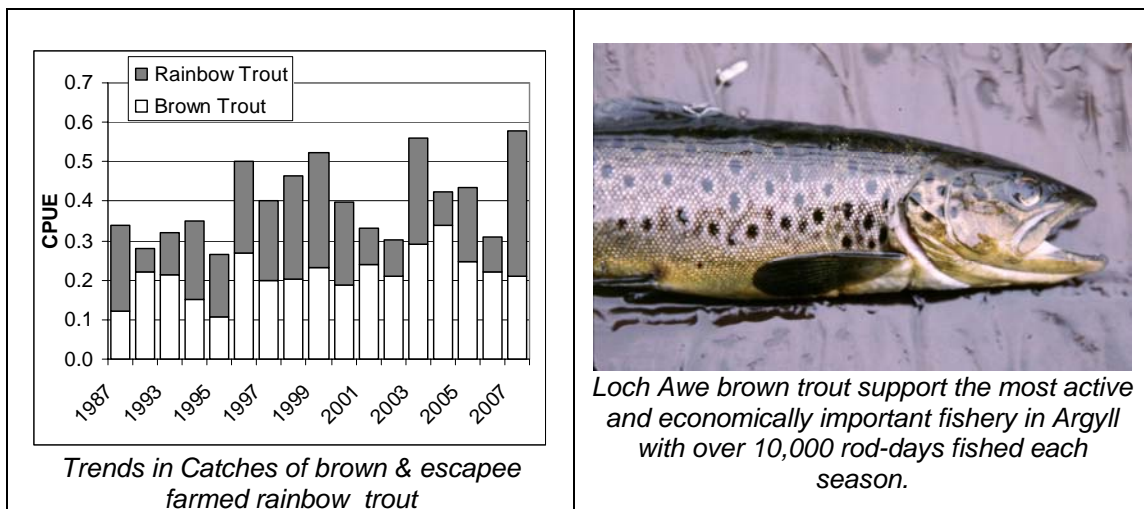 Rainbow Trout
Brown Trout
0.8
0.7
0.6
0.5
0.4
0.3
0.2
0.1
0.0
CPUE
1987
1993
1995
1997
1999
2001
2003
2005
2007
Trends in Catches of brown & escapee
farmed rainbow trout
Loch Awe brown trout support the most active
and economically important fishery in Argyll
with over 10,000 rod-days fished each
season.